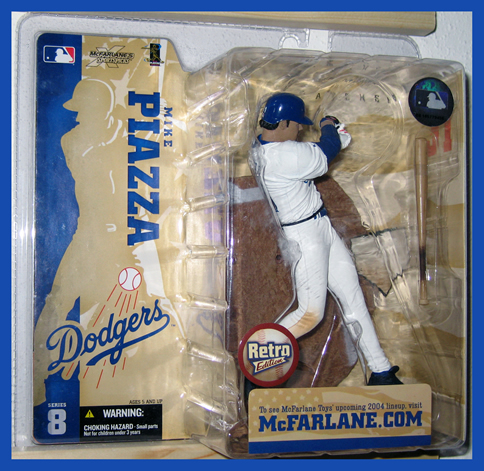 McFARLANE'S
MIKE
PIAZZA
Dodgers
SERIES
8
AGES 5 AND UP
WARNING:
CHOKING HAZARD - Small parts
Not for children under 3 years
Retro
Edition
To see McFarlane Toys' upcoming 2004 lineup, visit
McFARLANE.COM